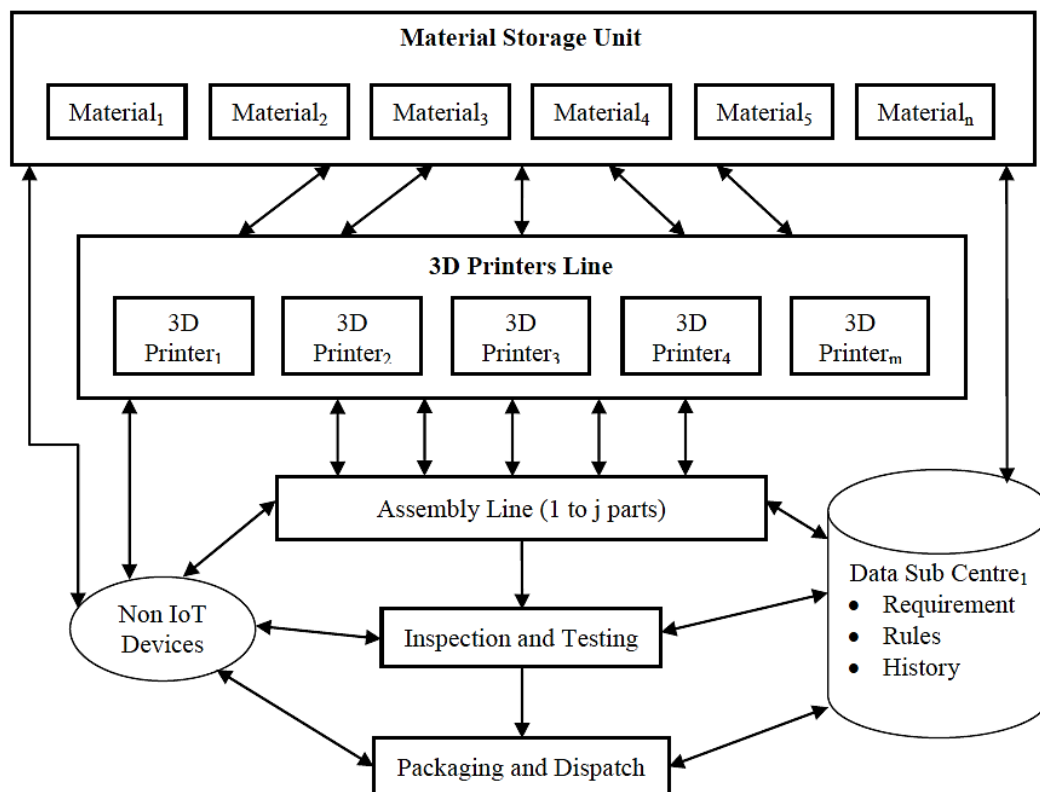 Material Storage Unit
Material₁ Material₂ Material₃ Material₄ Material₅ Materialₙ
3D Printers Line
3D
Printer₁
3D
Printer₂
3D
Printer₃
3D
Printer₄
3D
Printerₘ
Assembly Line (1 to j parts)
Non IoT
Devices
Inspection and Testing
Packaging and Dispatch
Data Sub Centre₁
● Requirement
● Rules
● History